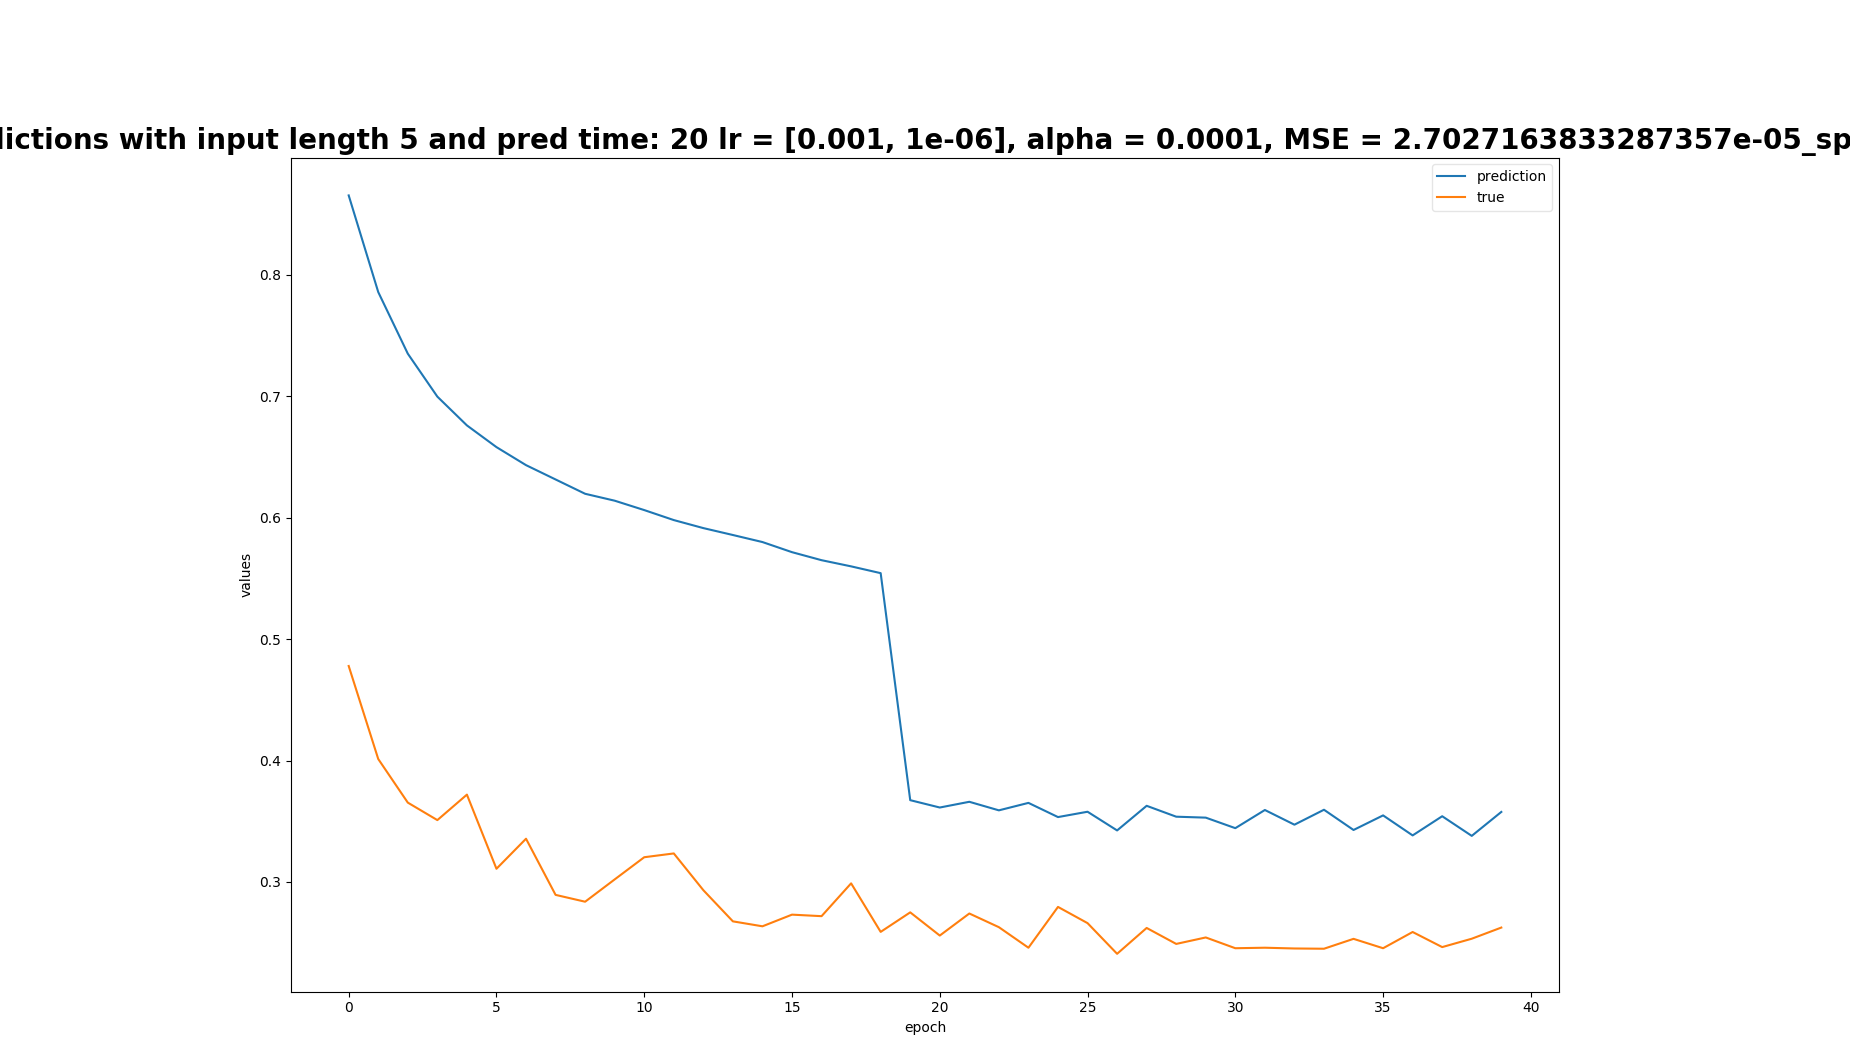 dictions with input length 5 and pred time: 20 lr = [0.001, 1e-06], alpha = 0.0001, MSE = 2.7027163833287357e-05_sp
prediction
true
0.8
0.7
0.6
0.5
0.4
0.3
values
0 5 10 15 20 25 30 35 40
epoch